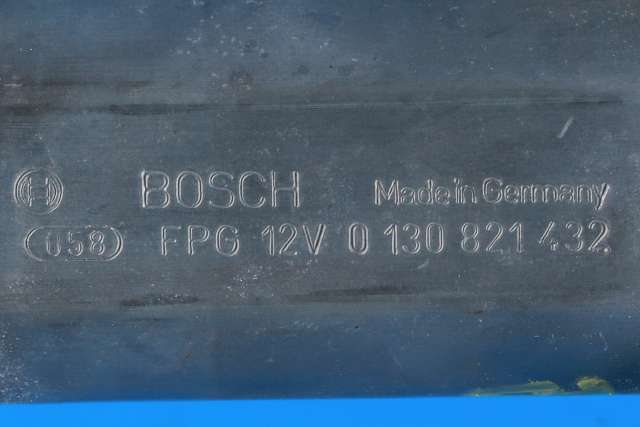 BOSCH Made in Germany
058 FPG 12V 0 130 821 432